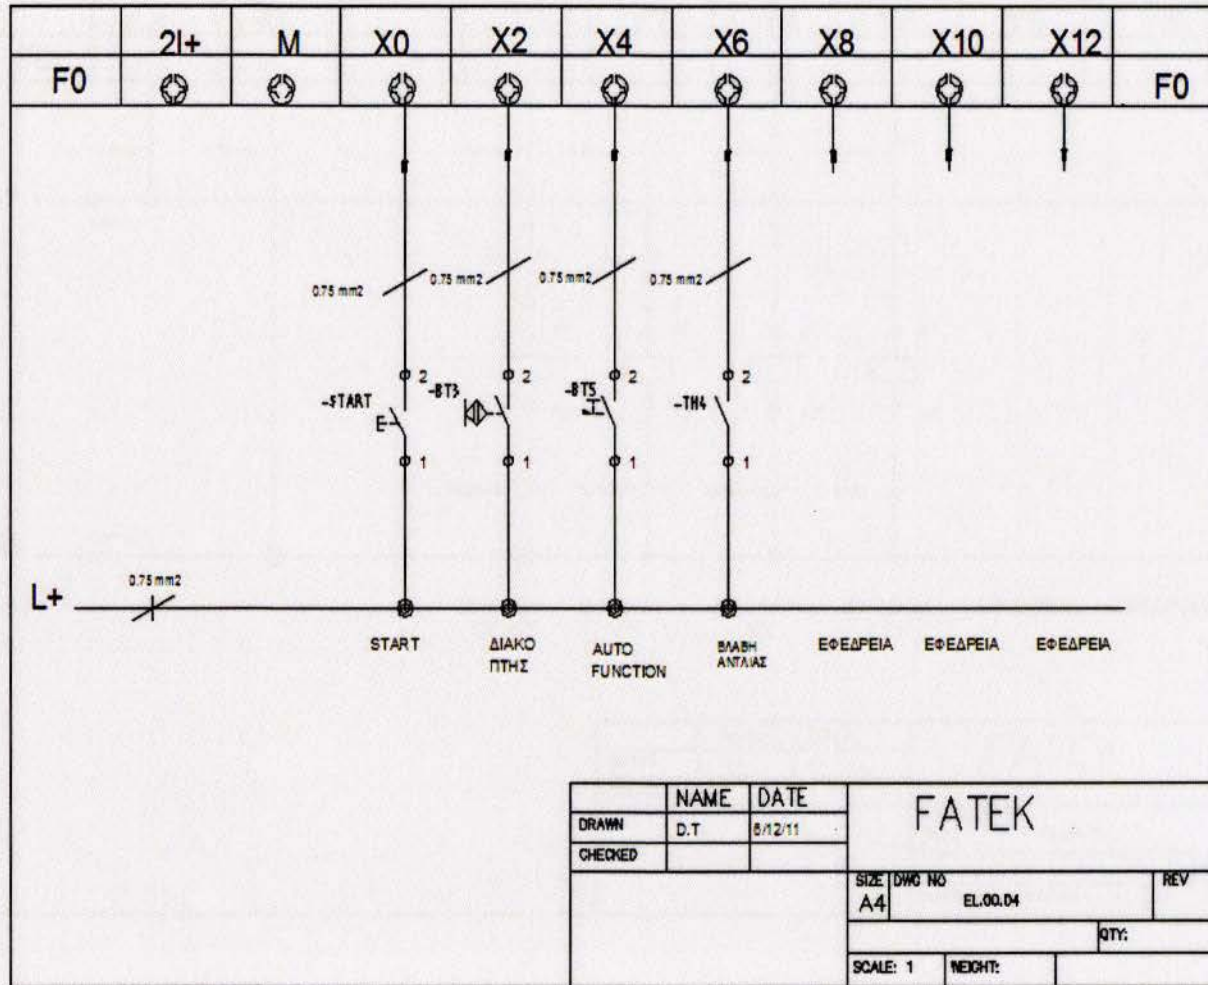 2I+ M X0 X2 X4 X6 X8 X10 X12
F0 F0
0.75 mm2 0.75 mm2 0.75 mm2 0.75 mm2
2 2 2 2
-START -BT3 -BT5 -TH4
1 1 1 1
0.75 mm2
L+
START ΔΙΑΚΟ AUTO ΒΛΑΒΗ ΕΦΕΔΡΕΙΑ ΕΦΕΔΡΕΙΑ ΕΦΕΔΡΕΙΑ
ΠΤΗΣ FUNCTION ΑΝΤΛΙΑΣ
NAME DATE
DRAWN D.T 6/12/11
CHECKED
FATEK
SIZE DWG NO REV
A4 EL.00.04
QTY:
SCALE: 1 WEIGHT: